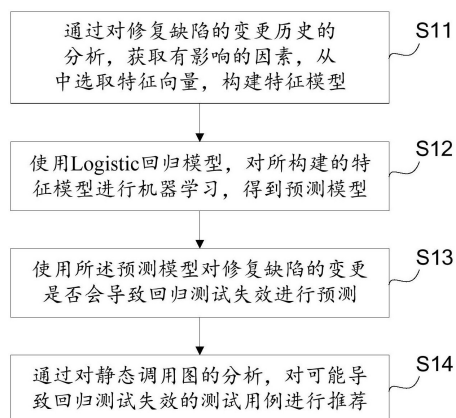 通过对修复缺陷的变更历史的
分析，获取有影响的因素，从
中选取特征向量，构建特征模型
S11
使用Logistic回归模型，对所构建的特
征模型进行机器学习，得到预测模型
S12
使用所述预测模型对修复缺陷的变更
是否会导致回归测试失效进行预测
S13
通过对静态调用图的分析，对可能导
致回归测试失效的测试用例进行推荐
S14